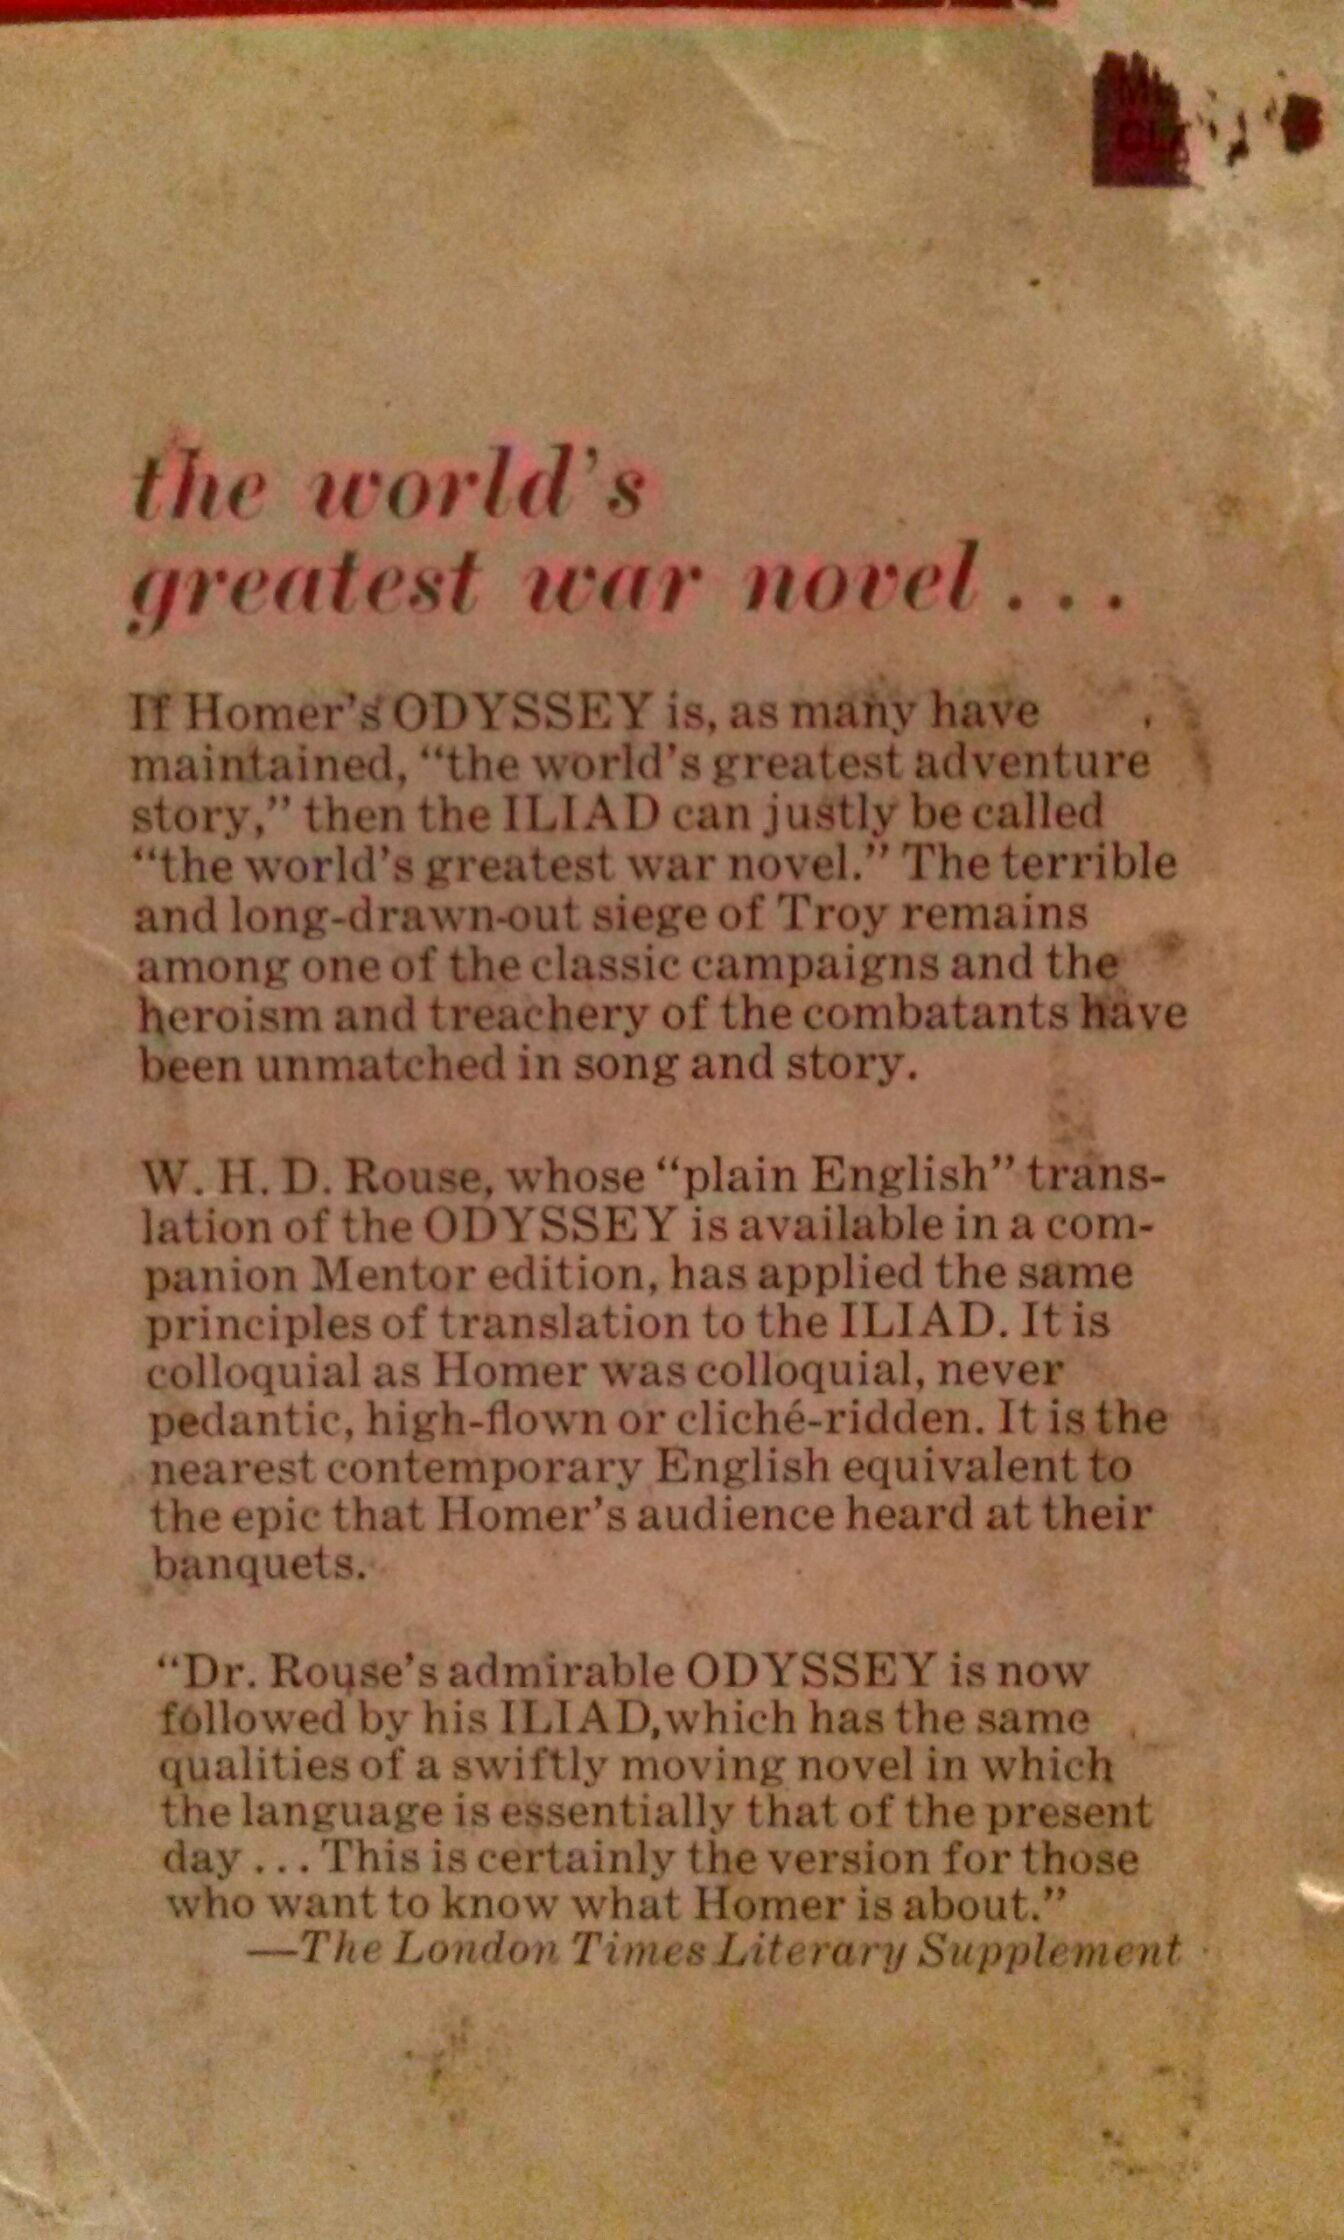 the world's
greatest war novel...
If Homer's ODYSSEY is, as many have
maintained, “the world's greatest adventure
story,” then the ILIAD can justly be called
“the world's greatest war novel.” The terrible
and long-drawn-out siege of Troy remains
among one of the classic campaigns and the
heroism and treachery of the combatants have
been unmatched in song and story.
W. H. D. Rouse, whose “plain English” trans-
lation of the ODYSSEY is available in a com-
panion Mentor edition, has applied the same
principles of translation to the ILIAD. It is
colloquial as Homer was colloquial, never
pedantic, high-flown or cliché-ridden. It is the
nearest contemporary English equivalent to
the epic that Homer's audience heard at their
banquets.
“Dr. Rouse's admirable ODYSSEY is now
followed by his ILIAD, which has the same
qualities of a swiftly moving novel in which
the language is essentially that of the present
day... This is certainly the version for those
who want to know what Homer is about.”
—The London Times Literary Supplement